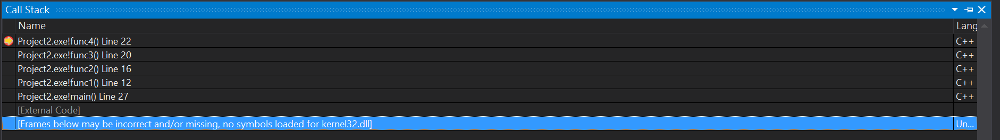 Call Stack
Name Lang
Project2.exe!func4() Line 22 C++
Project2.exe!func3() Line 20 C++
Project2.exe!func2() Line 16 C++
Project2.exe!func1() Line 12 C++
Project2.exe!main() Line 27 C++
[External Code]
[Frames below may be incorrect and/or missing, no symbols loaded for kernel32.dll] Un...